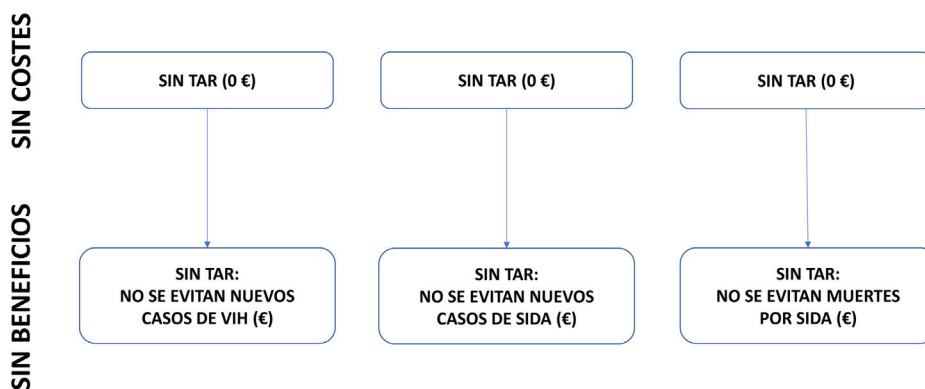 SIN COSTES
SIN TAR (0 €)
SIN TAR (0 €)
SIN TAR (0 €)
SIN BENEFICIOS
SIN TAR:
NO SE EVITAN NUEVOS
CASOS DE VIH (€)
SIN TAR:
NO SE EVITAN NUEVOS
CASOS DE SIDA (€)
SIN TAR:
NO SE EVITAN MUERTES
POR SIDA (€)